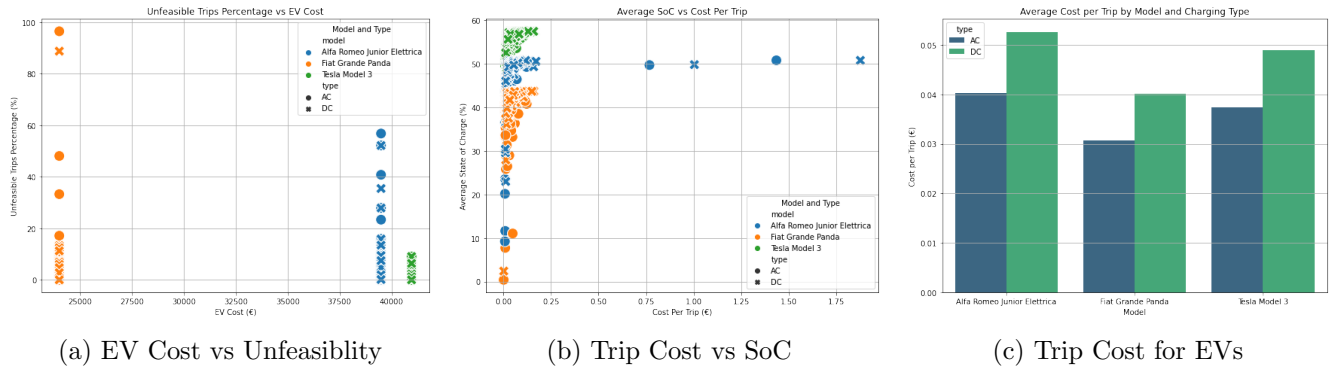 Unfeasible Trips Percentage vs EV Cost
Unfeasible Trips Percentage (%)
100
80
60
40
20
0
25000 27500 30000 32500 35000 37500 40000
EV Cost (€)
Model and Type
model
Alfa Romeo Junior Elettrica
Fiat Grande Panda
Tesla Model 3
type
AC
DC
(a) EV Cost vs Unfeasiblity
Average SoC vs Cost Per Trip
Average State of Charge (%)
60
50
40
30
20
10
0
0.00 0.25 0.50 0.75 1.00 1.25 1.50 1.75
Cost Per Trip (€)
Model and Type
model
Alfa Romeo Junior Elettrica
Fiat Grande Panda
Tesla Model 3
type
AC
DC
(b) Trip Cost vs SoC
Average Cost per Trip by Model and Charging Type
Cost per Trip (€)
0.05
0.04
0.03
0.02
0.01
0.00
type
AC
DC
Alfa Romeo Junior Elettrica Fiat Grande Panda Tesla Model 3
Model
(c) Trip Cost for EVs